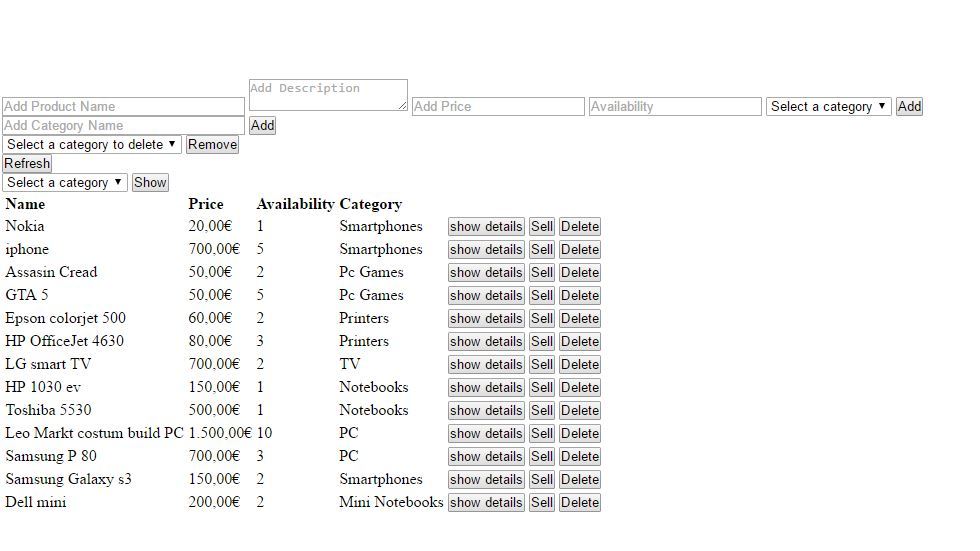 Add Product Name Add Description Add Price Availability Select a category Add
Add Category Name Add
Select a category to delete Remove
Refresh
Select a category Show
Name Price Availability Category
Nokia 20,00€ 1 Smartphones show details Sell Delete
iphone 700,00€ 5 Smartphones show details Sell Delete
Assasin Cread 50,00€ 2 Pc Games show details Sell Delete
GTA 5 50,00€ 5 Pc Games show details Sell Delete
Epson colorjet 500 60,00€ 2 Printers show details Sell Delete
HP OfficeJet 4630 80,00€ 3 Printers show details Sell Delete
LG smart TV 700,00€ 2 TV show details Sell Delete
HP 1030 ev 150,00€ 1 Notebooks show details Sell Delete
Toshiba 5530 500,00€ 1 Notebooks show details Sell Delete
Leo Markt costum build PC 1.500,00€ 10 PC show details Sell Delete
Samsung P 80 700,00€ 3 PC show details Sell Delete
Samsung Galaxy s3 150,00€ 2 Smartphones show details Sell Delete
Dell mini 200,00€ 2 Mini Notebooks show details Sell Delete